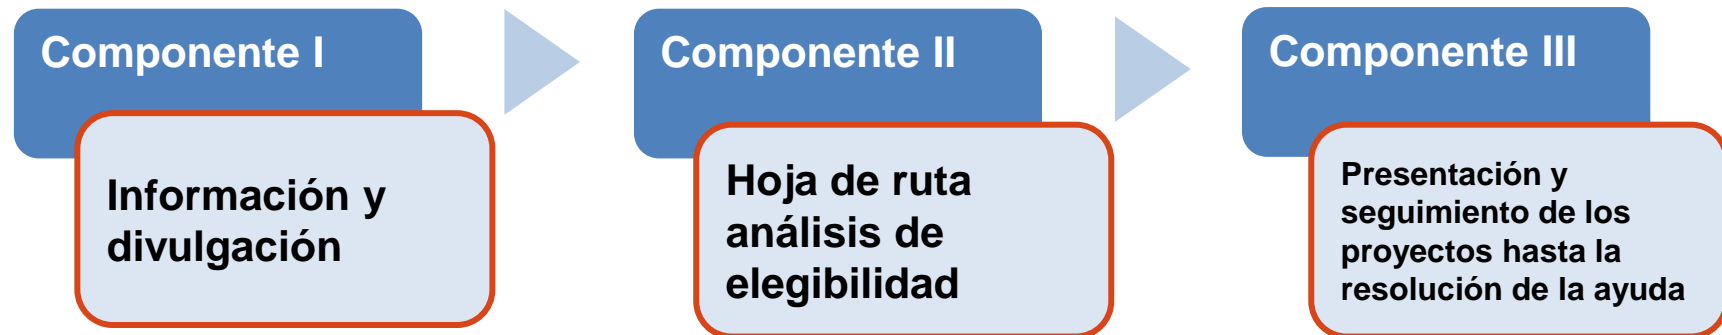 Componente I
Información y
divulgación
Componente II
Hoja de ruta
análisis de
elegibilidad
Componente III
Presentación y
seguimiento de los
proyectos hasta la
resolución de la ayuda